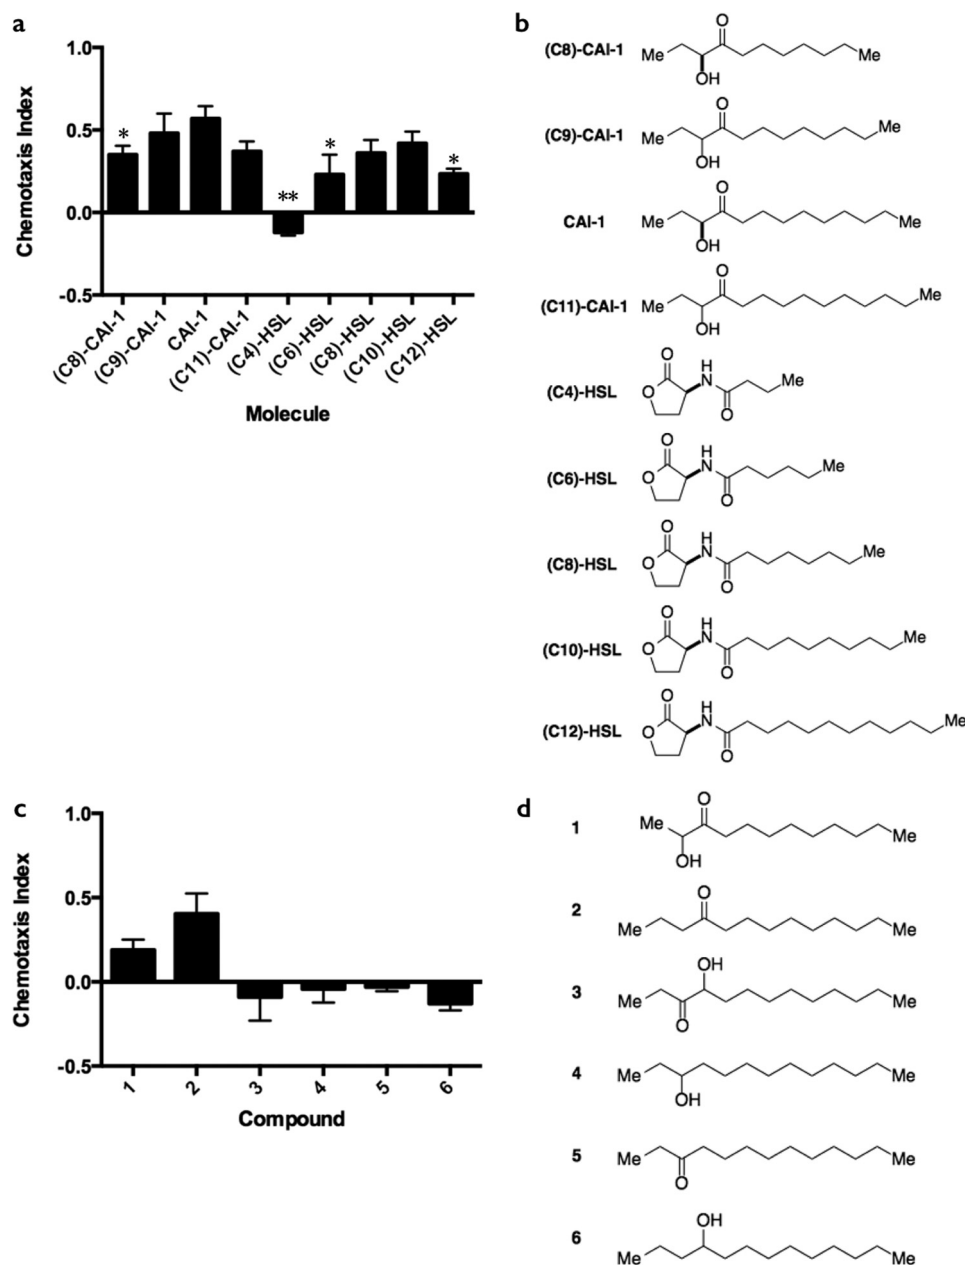 a
1.0
0.5
0.0
-0.5
Chemotaxis Index
*
**
*
*
(C8)-CAI-1
(C9)-CAI-1
CAI-1
(C11)-CAI-1
(C4)-HSL
(C6)-HSL
(C8)-HSL
(C10)-HSL
(C12)-HSL
Molecule
b
(C8)-CAI-1
Me
O
OH
Me
(C9)-CAI-1
Me
O
OH
Me
CAI-1
Me
O
OH
Me
(C11)-CAI-1
Me
O
OH
Me
(C4)-HSL
O
O
H
N
O
Me
(C6)-HSL
O
O
H
N
O
Me
(C8)-HSL
O
O
H
N
O
Me
(C10)-HSL
O
O
H
N
O
Me
(C12)-HSL
O
O
H
N
O
Me
c
1.0
0.5
0.0
-0.5
Chemotaxis Index
1
2
3
4
5
6
Compound
d
1
Me
O
OH
Me
2
Me
O
Me
3
Me
OH
O
Me
4
Me
OH
Me
5
Me
O
Me
6
Me
OH
Me